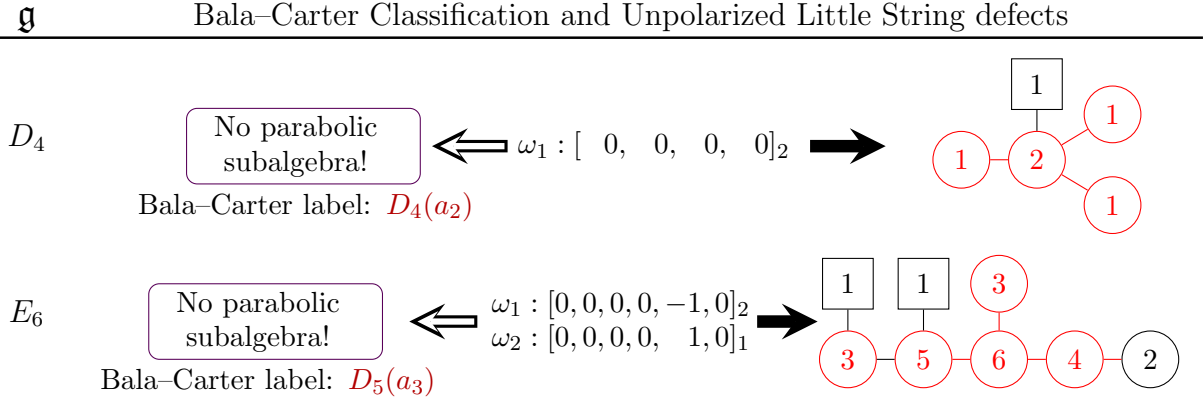 𝔤 Bala–Carter Classification and Unpolarized Little String defects
D₄
No parabolic
subalgebra!
Bala–Carter label: D₄(a₂)
ω₁ : [ 0, 0, 0, 0]₂
1
1
1 2
1
E₆
No parabolic
subalgebra!
Bala–Carter label: D₅(a₃)
ω₁ : [0, 0, 0, 0, −1, 0]₂
ω₂ : [0, 0, 0, 0, 1, 0]₁
1 1 3
3 5 6 4 2